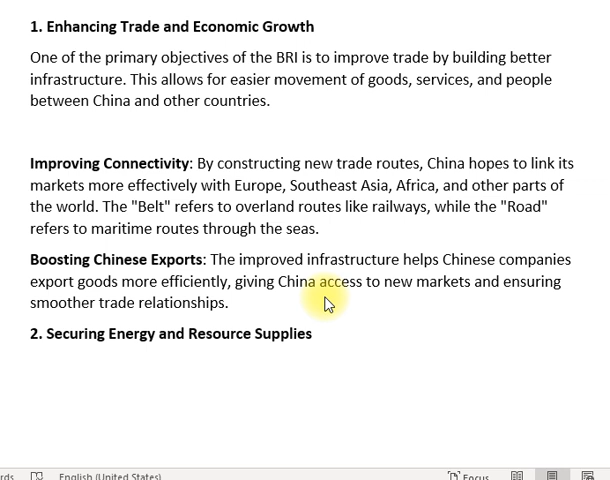 1. Enhancing Trade and Economic Growth
One of the primary objectives of the BRI is to improve trade by building better
infrastructure. This allows for easier movement of goods, services, and people
between China and other countries.
Improving Connectivity: By constructing new trade routes, China hopes to link its
markets more effectively with Europe, Southeast Asia, Africa, and other parts of
the world. The "Belt" refers to overland routes like railways, while the "Road"
refers to maritime routes through the seas.
Boosting Chinese Exports: The improved infrastructure helps Chinese companies
export goods more efficiently, giving China access to new markets and ensuring
smoother trade relationships.
2. Securing Energy and Resource Supplies
rds English (United States) Focus